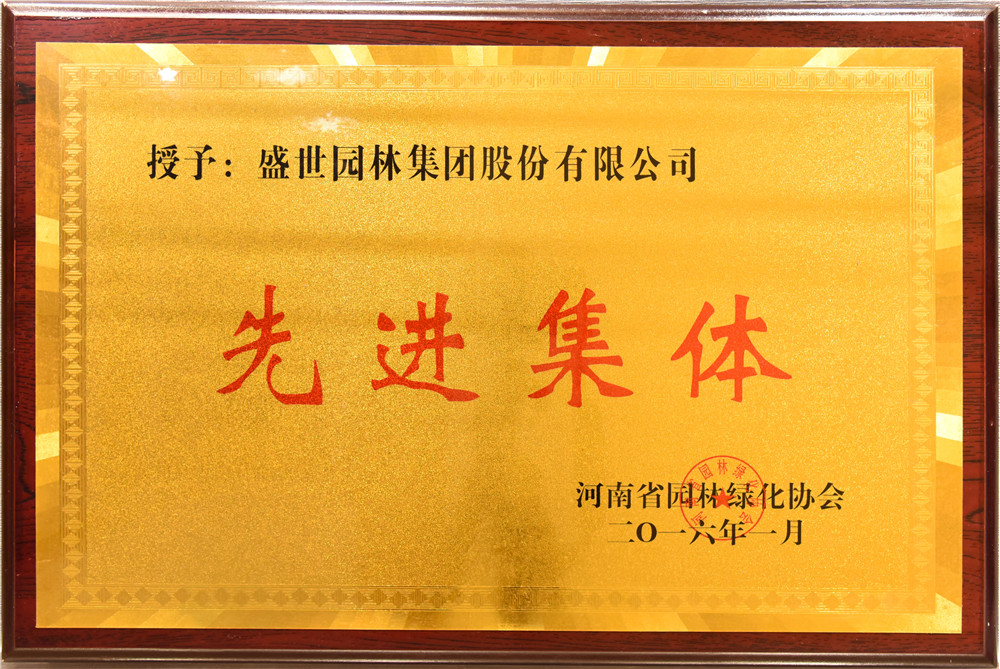 授予：盛世园林集团股份有限公司
先进集体
河南省园林绿化协会
二O一六年一月